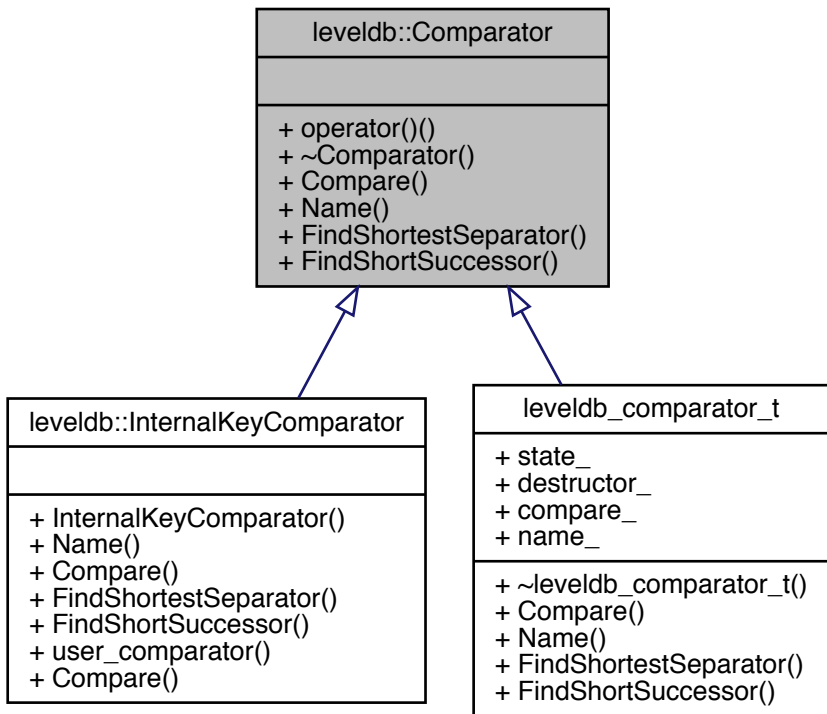 leveldb::Comparator
+ operator()()
+ ~Comparator()
+ Compare()
+ Name()
+ FindShortestSeparator()
+ FindShortSuccessor()
leveldb::InternalKeyComparator
+ InternalKeyComparator()
+ Name()
+ Compare()
+ FindShortestSeparator()
+ FindShortSuccessor()
+ user_comparator()
+ Compare()
leveldb_comparator_t
+ state_
+ destructor_
+ compare_
+ name_
+ ~leveldb_comparator_t()
+ Compare()
+ Name()
+ FindShortestSeparator()
+ FindShortSuccessor()